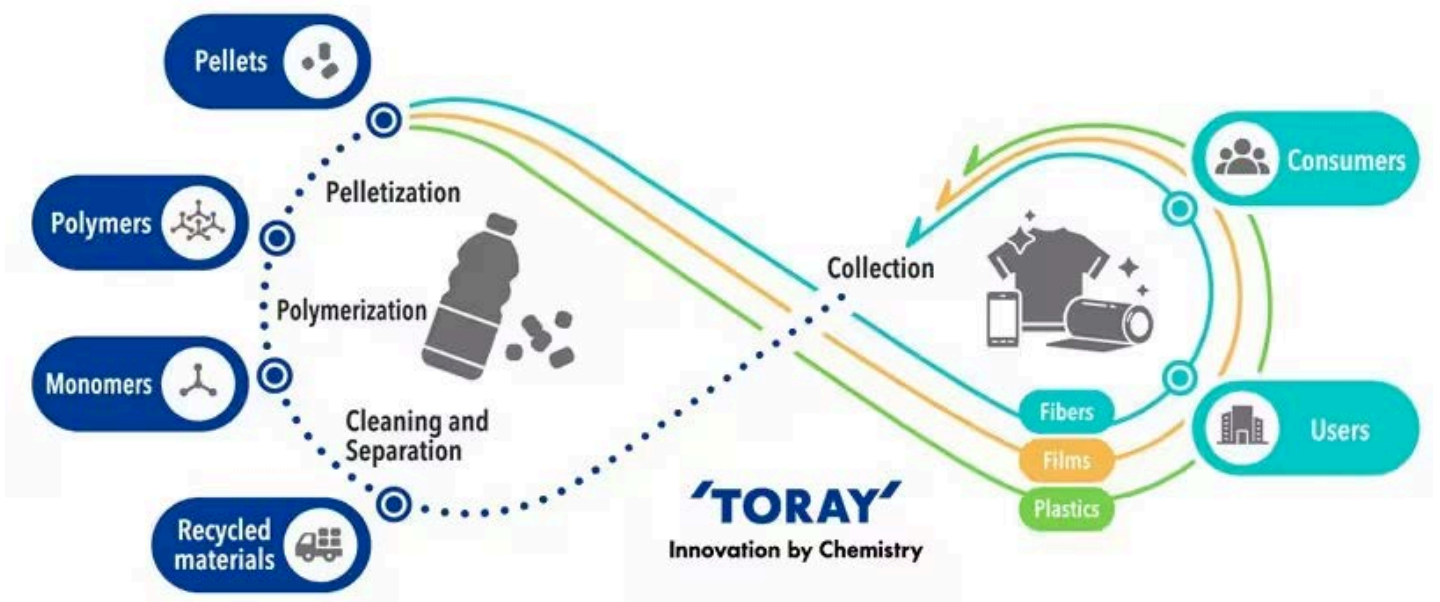 Pellets
Consumers
Polymers
Pelletization
Collection
Polymerization
Monomers
Cleaning and
Separation
Fibers
Users
Films
Plastics
'TORAY'
Innovation by Chemistry
Recycled
materials